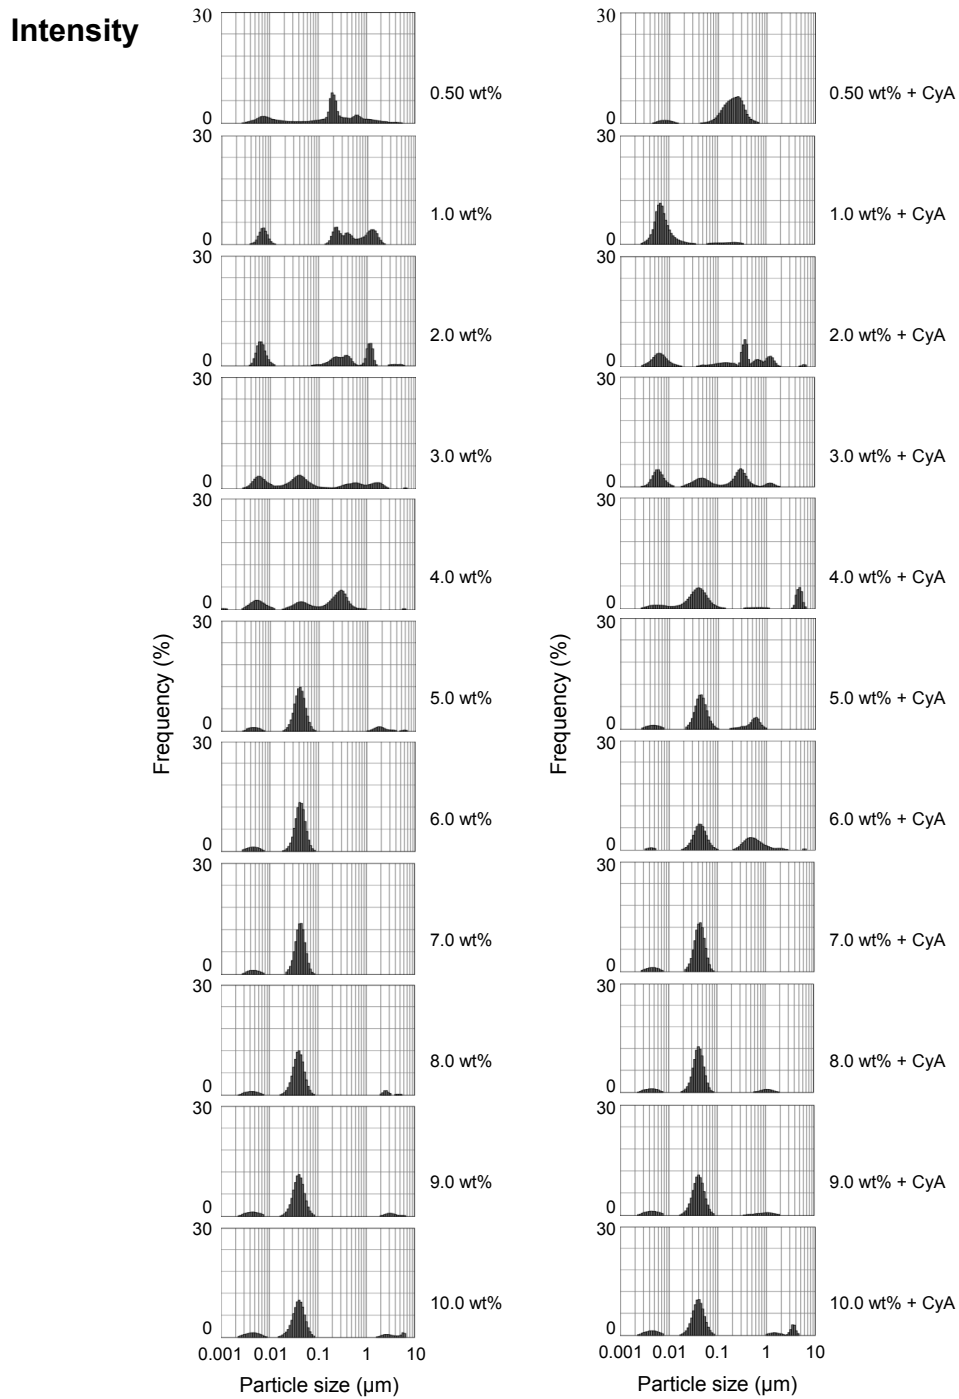 Intensity
30
0
0.50 wt%
30
0
1.0 wt%
30
0
2.0 wt%
30
0
3.0 wt%
30
0
4.0 wt%
30
0
5.0 wt%
30
0
6.0 wt%
30
0
7.0 wt%
30
0
8.0 wt%
30
0
9.0 wt%
30
0
10.0 wt%
Frequency (%)
0.001 0.01 0.1 1 10
Particle size (µm)
30
0
0.50 wt% + CyA
30
0
1.0 wt% + CyA
30
0
2.0 wt% + CyA
30
0
3.0 wt% + CyA
30
0
4.0 wt% + CyA
30
0
5.0 wt% + CyA
30
0
6.0 wt% + CyA
30
0
7.0 wt% + CyA
30
0
8.0 wt% + CyA
30
0
9.0 wt% + CyA
30
0
10.0 wt% + CyA
Frequency (%)
0.001 0.01 0.1 1 10
Particle size (µm)